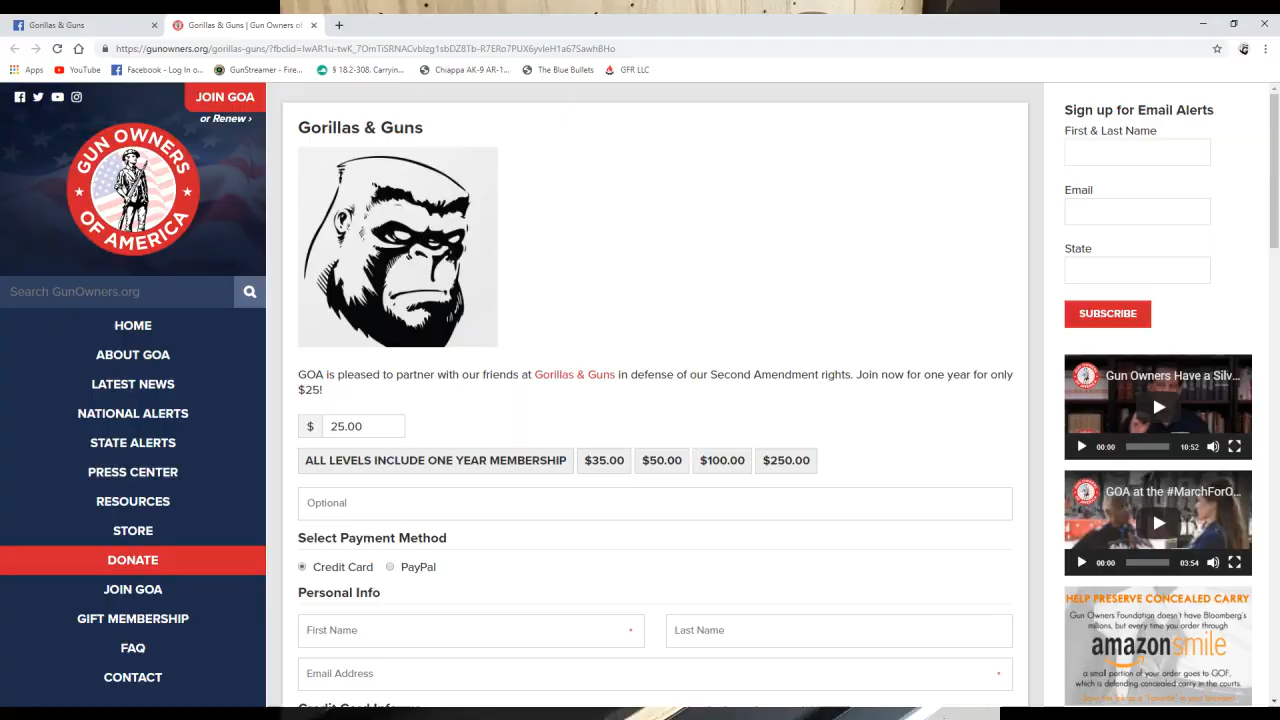 Gorillas & Guns
Gorillas & Guns | Gun Owners of
https://gunowners.org/gorillas-guns/?fbclid=IwAR1u-twK_7OmTiSRNACvbIzg1sbDZ8Tb-R7ERo7PUX6yvleH1a67SawhBHo
Apps YouTube Facebook - Log In o... GunStreamer - Fire... § 18.2-308. Carryin... Chiappa AK-9 AR-1... The Blue Bullets GFR LLC
JOIN GOA
or Renew ›
GUN OWNERS
OF AMERICA
Search GunOwners.org
HOME
ABOUT GOA
LATEST NEWS
NATIONAL ALERTS
STATE ALERTS
PRESS CENTER
RESOURCES
STORE
DONATE
JOIN GOA
GIFT MEMBERSHIP
FAQ
CONTACT
Gorillas & Guns
GOA is pleased to partner with our friends at Gorillas & Guns in defense of our Second Amendment rights. Join now for one year for only
$25!
$ 25.00
ALL LEVELS INCLUDE ONE YEAR MEMBERSHIP $35.00 $50.00 $100.00 $250.00
Optional
Select Payment Method
Credit Card PayPal
Personal Info
First Name * Last Name
Email Address *
Sign up for Email Alerts
First & Last Name
Email
State
SUBSCRIBE
Gun Owners Have a Silv...
00:00 10:52
GOA at the #MarchForO...
00:00 03:54
HELP PRESERVE CONCEALED CARRY
Gun Owners Foundation doesn't have Bloomberg's
milions, but every time you order through
amazonsmile
a small portion of your order goes to GOF,
which is defending concealed carry in the courts.